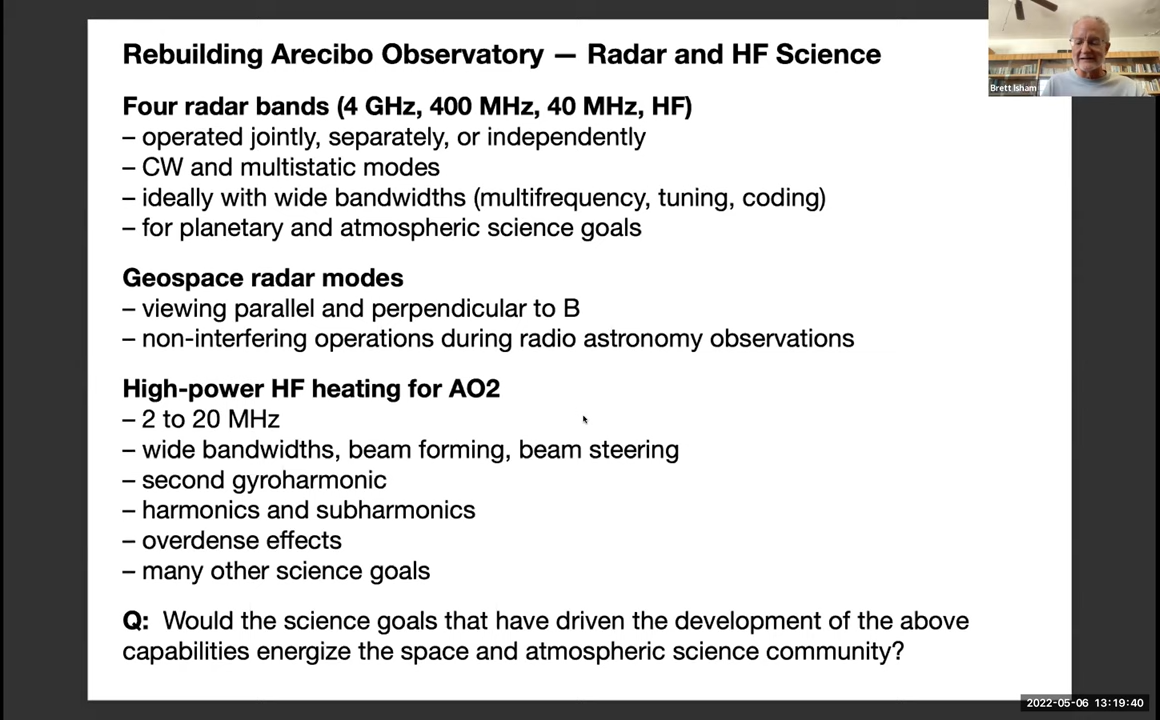 Rebuilding Arecibo Observatory — Radar and HF Science
Four radar bands (4 GHz, 400 MHz, 40 MHz, HF)
– operated jointly, separately, or independently
– CW and multistatic modes
– ideally with wide bandwidths (multifrequency, tuning, coding)
– for planetary and atmospheric science goals
Geospace radar modes
– viewing parallel and perpendicular to B
– non-interfering operations during radio astronomy observations
High-power HF heating for AO2
– 2 to 20 MHz
– wide bandwidths, beam forming, beam steering
– second gyroharmonic
– harmonics and subharmonics
– overdense effects
– many other science goals
Q: Would the science goals that have driven the development of the above
capabilities energize the space and atmospheric science community?
Brett Isham
2022-05-06 13:19:40